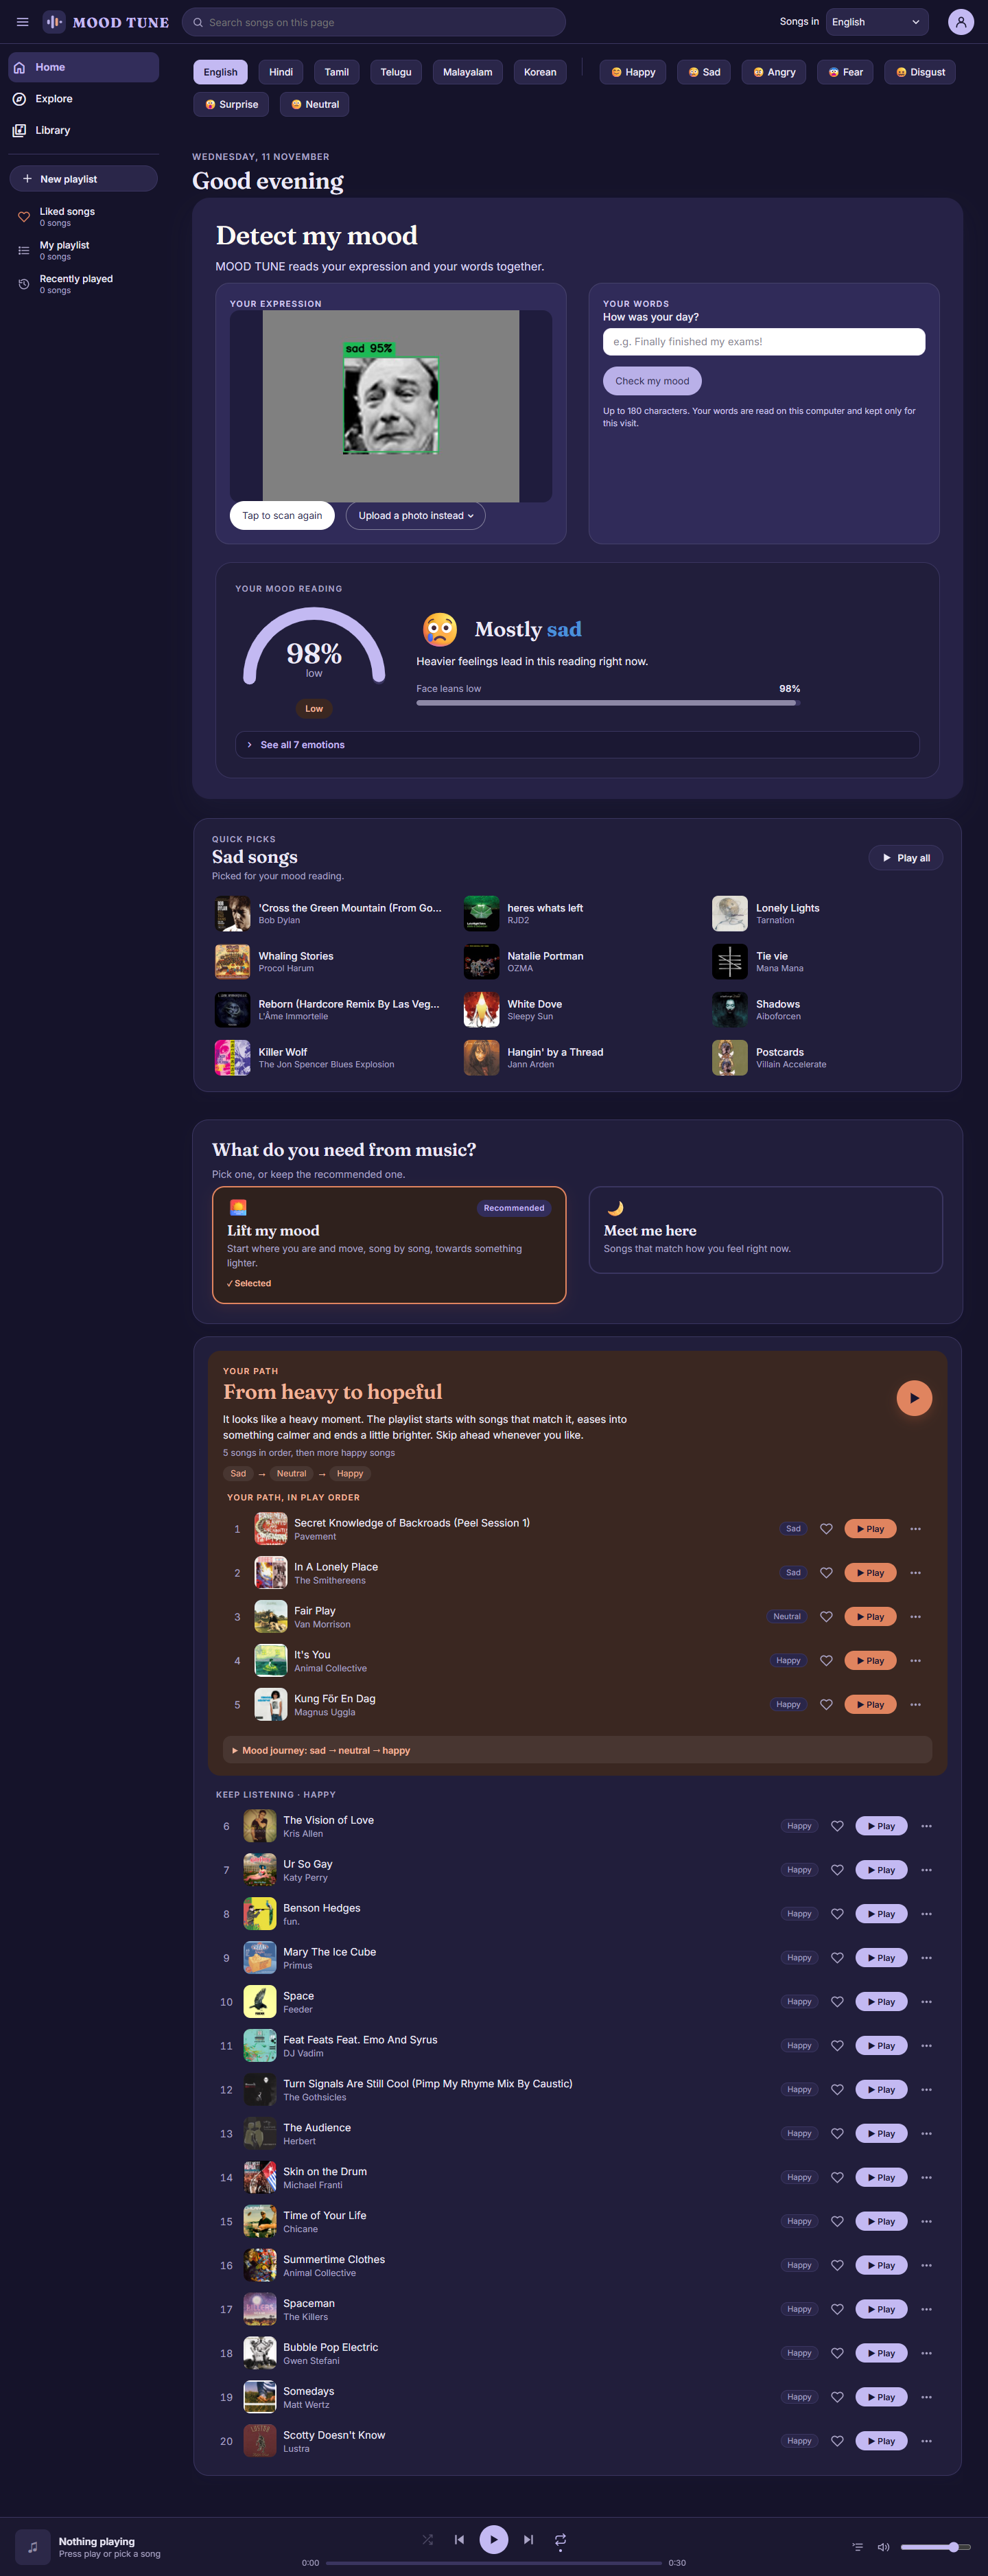 MOOD TUNE
Search songs on this page
Songs in
English
Home
Explore
Library
New playlist
Liked songs
0 songs
My playlist
0 songs
Recently played
0 songs
English
Hindi
Tamil
Telugu
Malayalam
Korean
Happy
Sad
Angry
Fear
Disgust
Surprise
Neutral
WEDNESDAY, 11 NOVEMBER
Good evening
Detect my mood
MOOD TUNE reads your expression and your words together.
YOUR EXPRESSION
sad 95%
Tap to scan again
Upload a photo instead
YOUR WORDS
How was your day?
e.g. Finally finished my exams!
Check my mood
Up to 180 characters. Your words are read on this computer and kept only for
this visit.
YOUR MOOD READING
98%
low
Low
Mostly sad
Heavier feelings lead in this reading right now.
Face leans low
98%
See all 7 emotions
QUICK PICKS
Sad songs
Picked for your mood reading.
Play all
'Cross the Green Mountain (From Go...
Bob Dylan
heres whats left
RJD2
Lonely Lights
Tarnation
Whaling Stories
Procol Harum
Natalie Portman
OZMA
Tie vie
Mana Mana
Reborn (Hardcore Remix By Las Veg...
L'Âme Immortelle
White Dove
Sleepy Sun
Shadows
Aiboforcen
Killer Wolf
The Jon Spencer Blues Explosion
Hangin' by a Thread
Jann Arden
Postcards
Villain Accelerate
What do you need from music?
Pick one, or keep the recommended one.
Recommended
Lift my mood
Start where you are and move, song by song, towards something
lighter.
✓ Selected
Meet me here
Songs that match how you feel right now.
YOUR PATH
From heavy to hopeful
It looks like a heavy moment. The playlist starts with songs that match it, eases into
something calmer and ends a little brighter. Skip ahead whenever you like.
5 songs in order, then more happy songs
Sad → Neutral → Happy
YOUR PATH, IN PLAY ORDER
1 Secret Knowledge of Backroads (Peel Session 1) Sad Play
Pavement
2 In A Lonely Place Sad Play
The Smithereens
3 Fair Play Neutral Play
Van Morrison
4 It's You Happy Play
Animal Collective
5 Kung För En Dag Happy Play
Magnus Uggla
Mood journey: sad → neutral → happy
KEEP LISTENING · HAPPY
6 The Vision of Love Happy Play
Kris Allen
7 Ur So Gay Happy Play
Katy Perry
8 Benson Hedges Happy Play
fun.
9 Mary The Ice Cube Happy Play
Primus
10 Space Happy Play
Feeder
11 Feat Feats Feat. Emo And Syrus Happy Play
DJ Vadim
12 Turn Signals Are Still Cool (Pimp My Rhyme Mix By Caustic) Happy Play
The Gothsicles
13 The Audience Happy Play
Herbert
14 Skin on the Drum Happy Play
Michael Franti
15 Time of Your Life Happy Play
Chicane
16 Summertime Clothes Happy Play
Animal Collective
17 Spaceman Happy Play
The Killers
18 Bubble Pop Electric Happy Play
Gwen Stefani
19 Somedays Happy Play
Matt Wertz
20 Scotty Doesn't Know Happy Play
Lustra
Nothing playing
Press play or pick a song
0:00
0:30